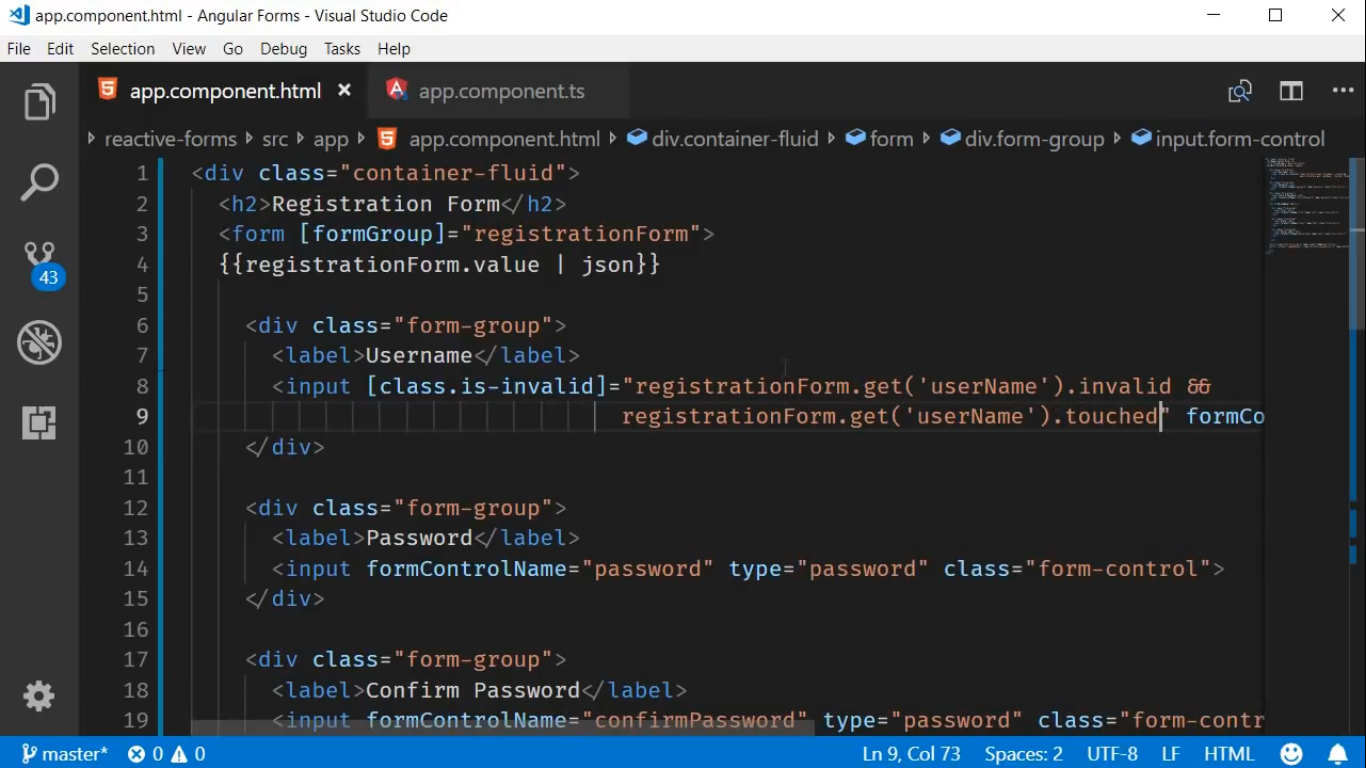 app.component.html - Angular Forms - Visual Studio Code
File Edit Selection View Go Debug Tasks Help
app.component.html app.component.ts
reactive-forms src app app.component.html div.container-fluid form div.form-group input.form-control
1 <div class="container-fluid">
2 <h2>Registration Form</h2>
3 <form [formGroup]="registrationForm">
4 {{registrationForm.value | json}}
5
6 <div class="form-group">
7 <label>Username</label>
8 <input [class.is-invalid]="registrationForm.get('userName').invalid &&
9 registrationForm.get('userName').touched" formCo
10 </div>
11
12 <div class="form-group">
13 <label>Password</label>
14 <input formControlName="password" type="password" class="form-control">
15 </div>
16
17 <div class="form-group">
18 <label>Confirm Password</label>
19 <input formControlName="confirmPassword" type="password" class="form-contr
43
master* 0 0 Ln 9, Col 73 Spaces: 2 UTF-8 LF HTML